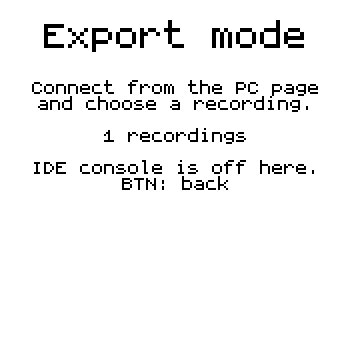 Export mode
Connect from the PC page
and choose a recording.
1 recordings
IDE console is off here.
BTN: back